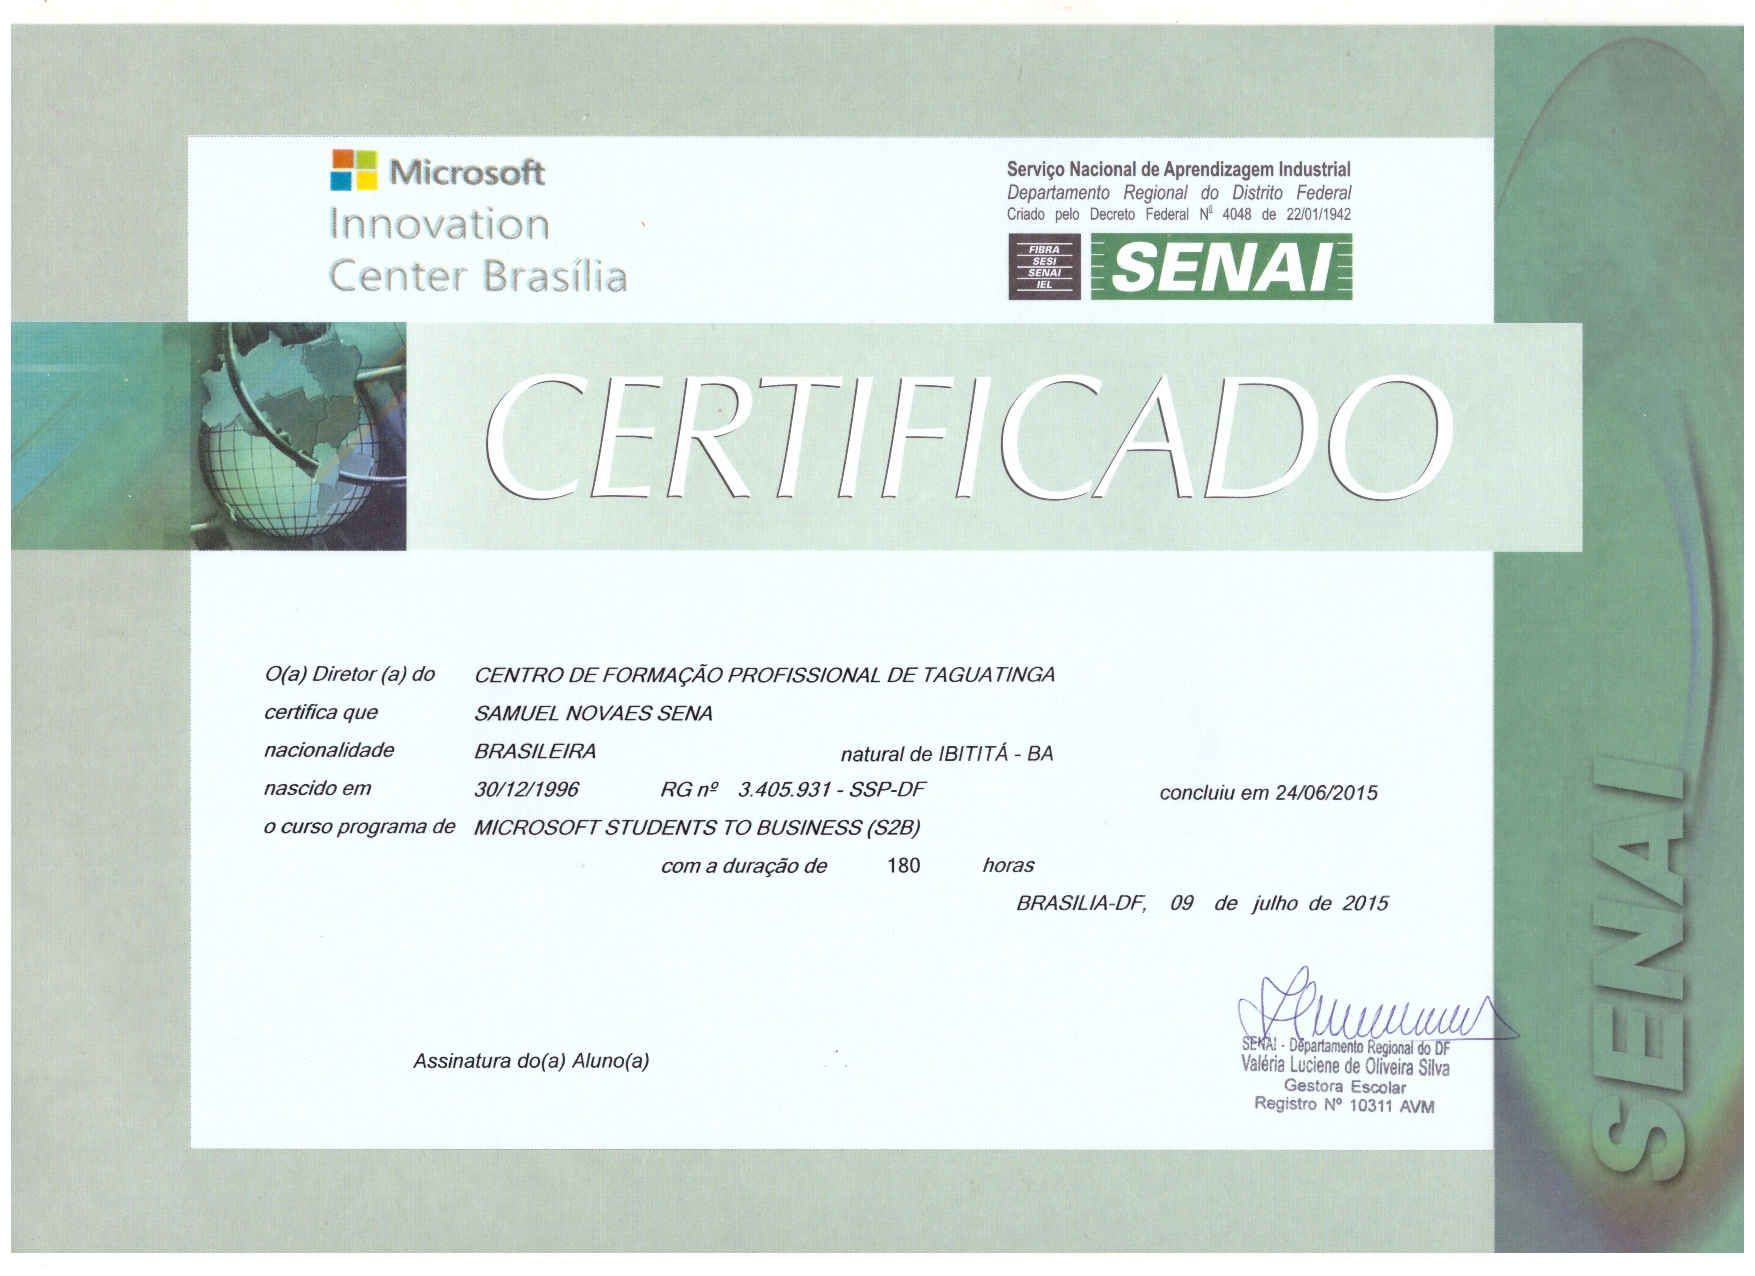 Microsoft
Innovation
Center Brasília
Serviço Nacional de Aprendizagem Industrial
Departamento Regional do Distrito Federal
Criado pelo Decreto Federal Nº 4048 de 22/01/1942
FIBRA
SESI
SENAI
IEL
SENAI
CERTIFICADO
O(a) Diretor (a) do CENTRO DE FORMAÇÃO PROFISSIONAL DE TAGUATINGA
certifica que SAMUEL NOVAES SENA
nacionalidade BRASILEIRA natural de IBITITÁ - BA
nascido em 30/12/1996 RG nº 3.405.931 - SSP-DF concluiu em 24/06/2015
o curso programa de MICROSOFT STUDENTS TO BUSINESS (S2B)
com a duração de 180 horas
BRASILIA-DF, 09 de julho de 2015
Assinatura do(a) Aluno(a)
SENAI - Departamento Regional do DF
Valéria Luciene de Oliveira Silva
Gestora Escolar
Registro Nº 10311 AVM
SENAI